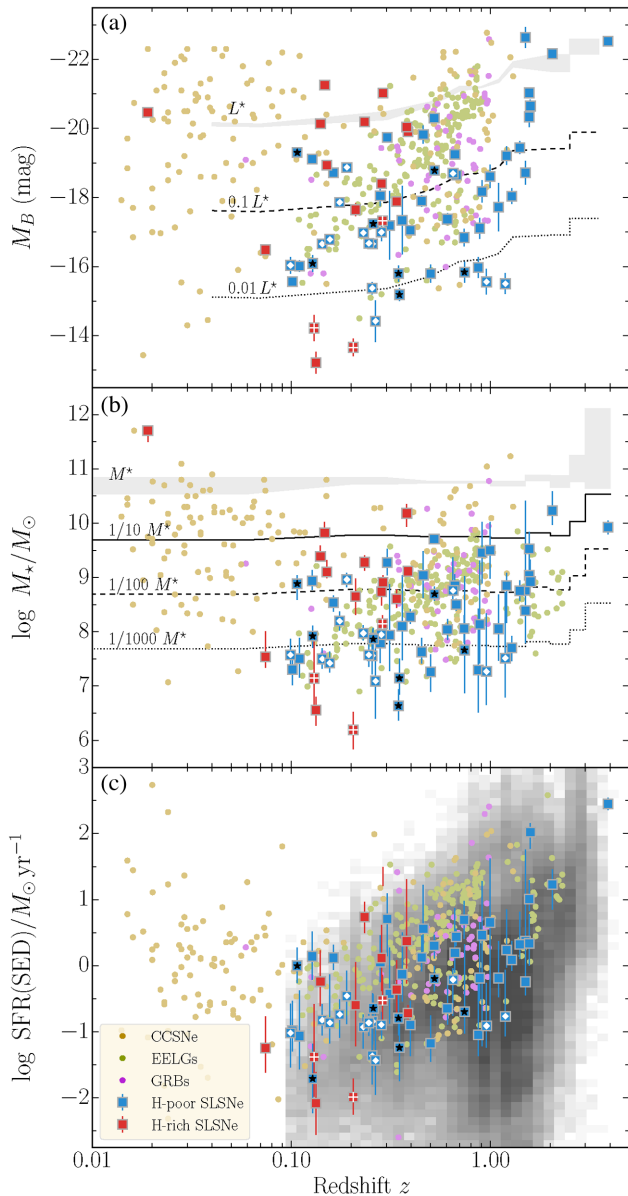 (a)
−22
−20
−18
−16
−14
M_B (mag)
L⋆
0.1 L⋆
0.01 L⋆
(b)
12
11
10
9
8
7
6
log M⋆/M⊙
M⋆
1/10 M⋆
1/100 M⋆
1/1000 M⋆
(c)
3
2
1
0
−1
−2
log SFR(SED)/M⊙ yr⁻¹
CCSNe
EELGs
GRBs
H-poor SLSNe
H-rich SLSNe
0.01
0.10
1.00
Redshift z